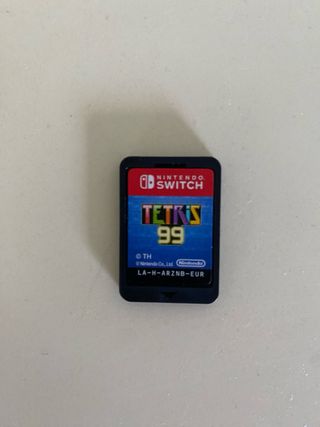 NINTENDO
SWITCH
TETRIS
99
© TH
© Nintendo Co., Ltd. Nintendo
LA-H-ARZNB-EUR